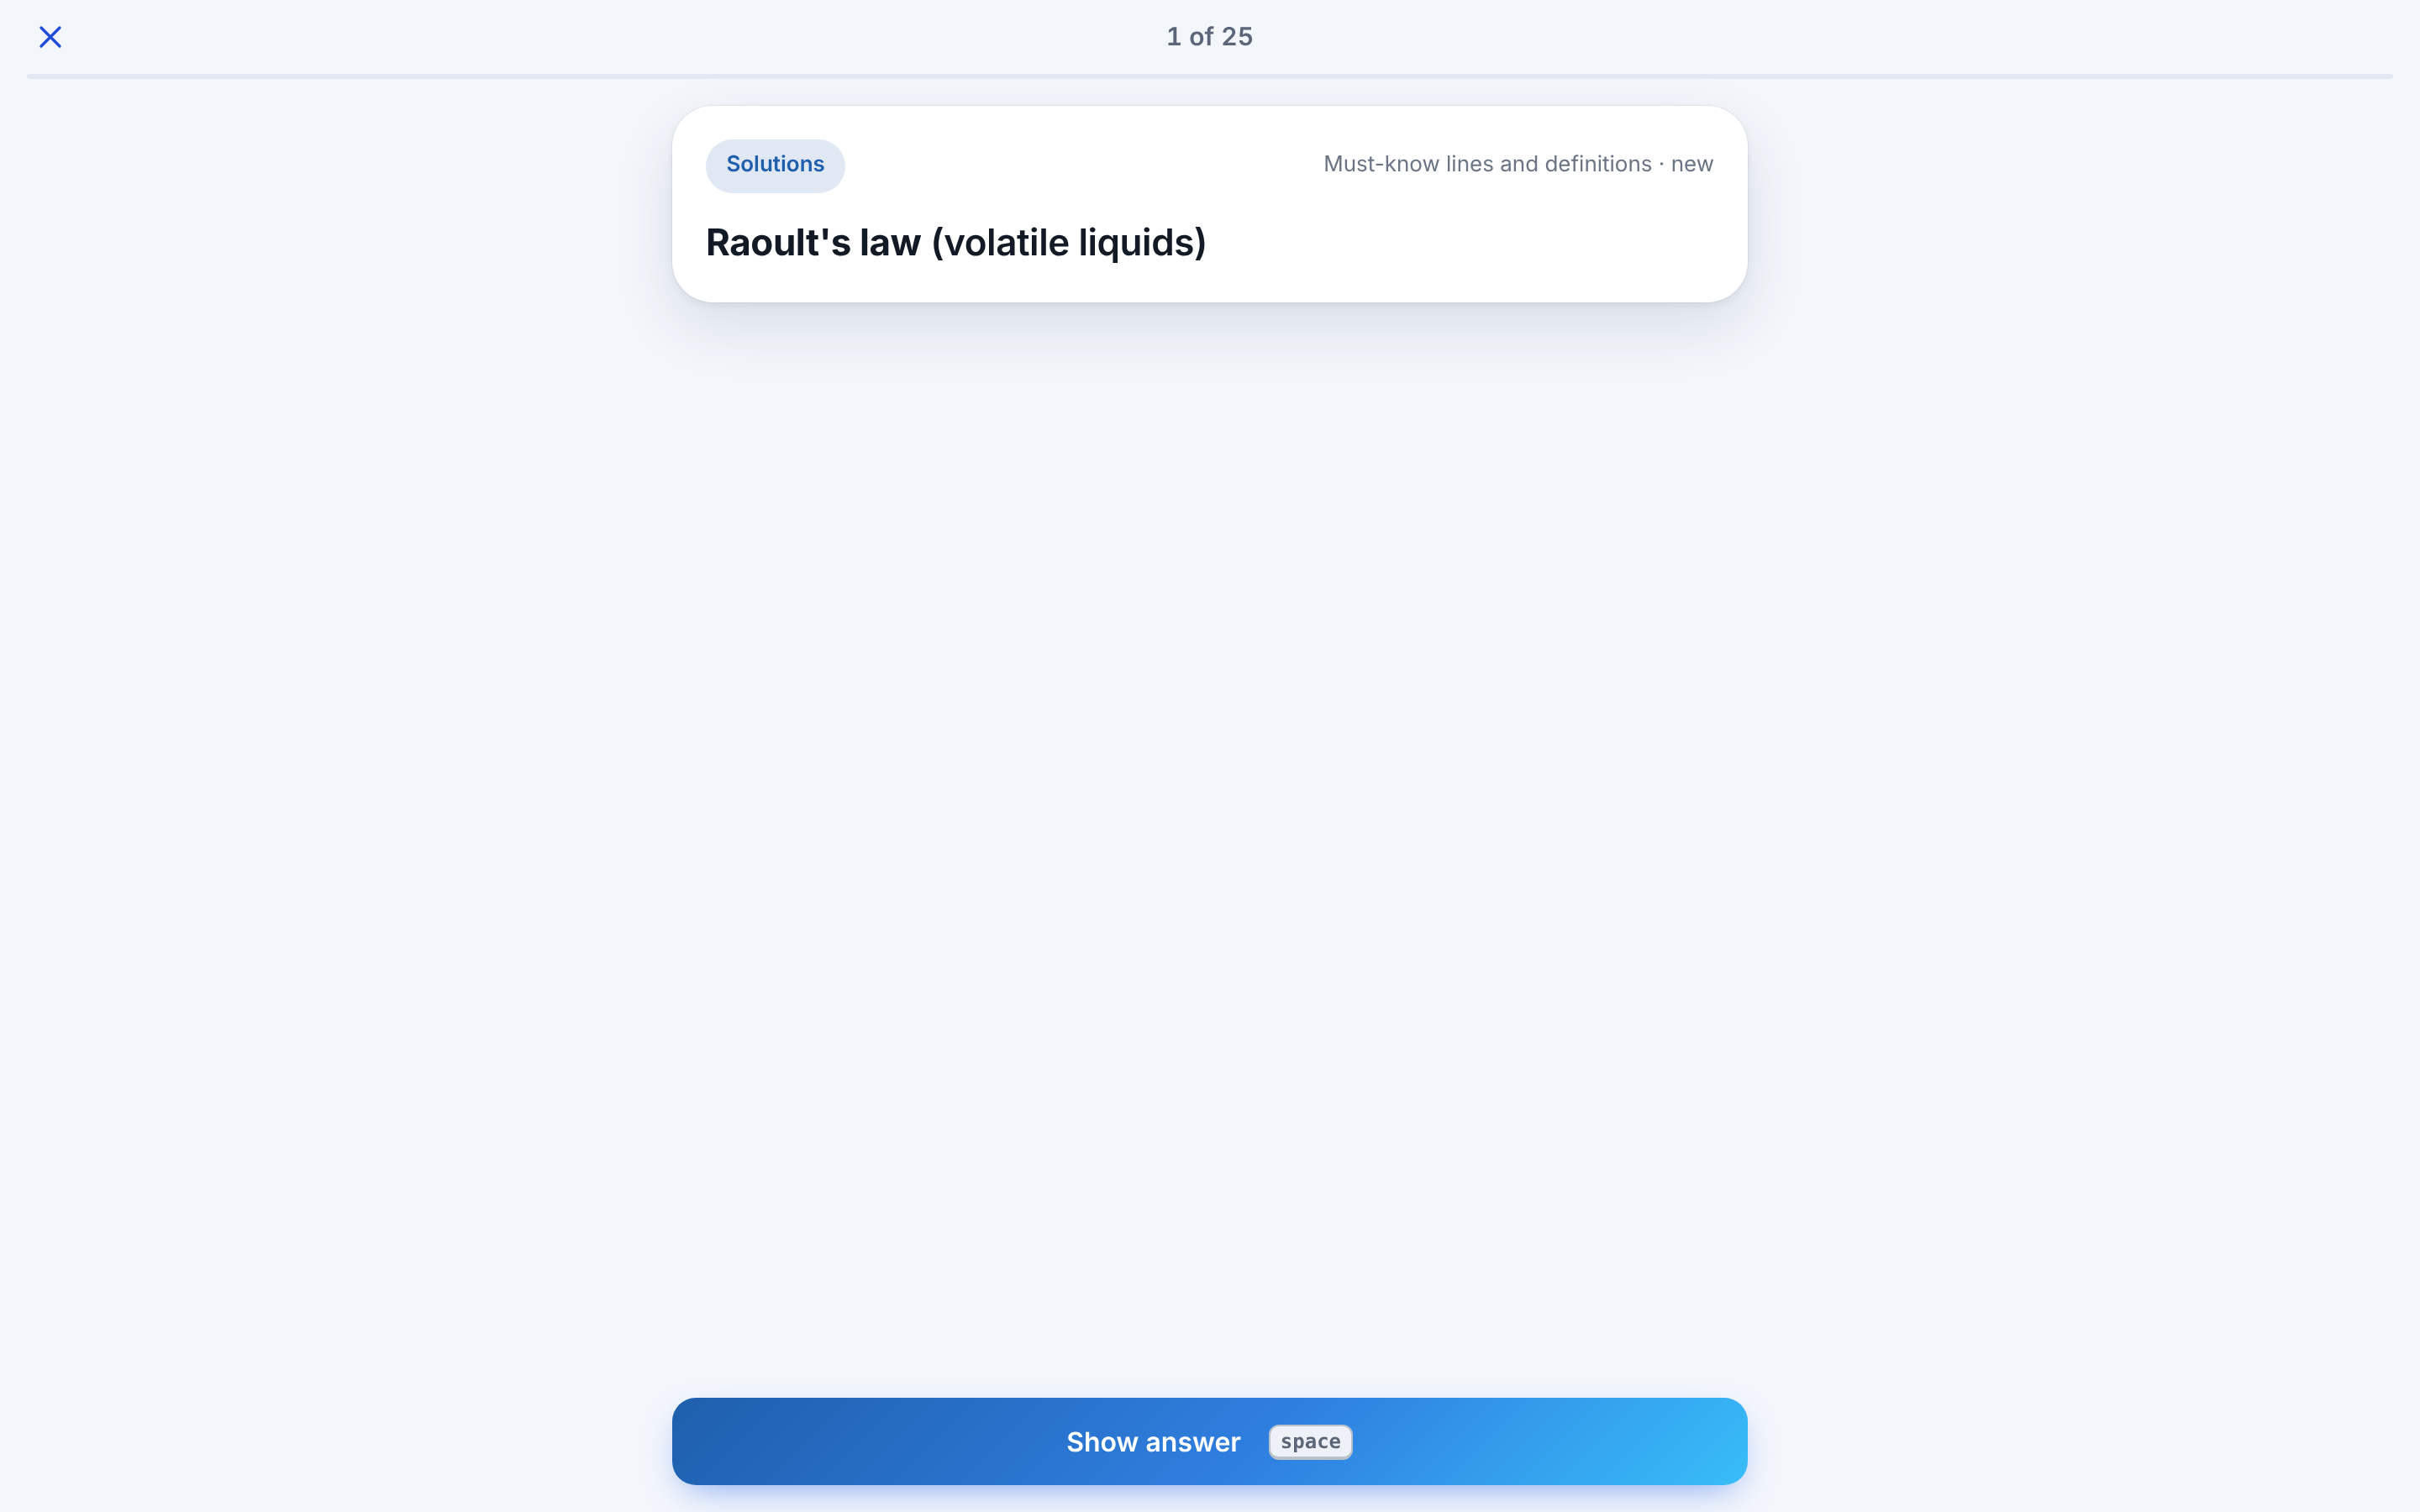 1 of 25
Solutions
Must-know lines and definitions · new
Raoult's law (volatile liquids)
Show answer space